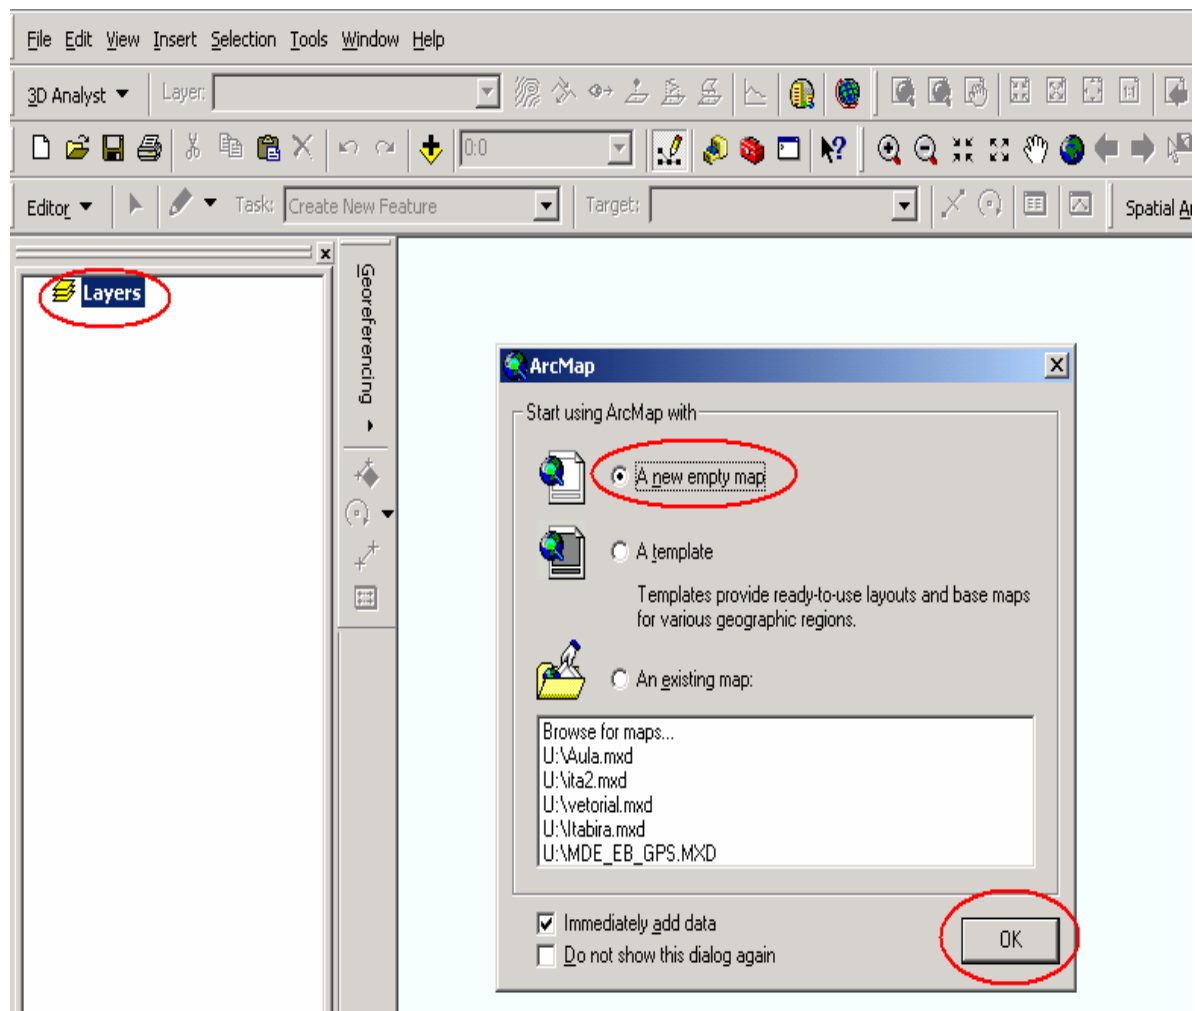 File Edit View Insert Selection Tools Window Help
3D Analyst Layer:
1:1
0:0
Editor Task: Create New Feature Target: Spatial
Layers
Georeferencing
ArcMap
Start using ArcMap with
A new empty map
A template
Templates provide ready-to-use layouts and base maps
for various geographic regions.
An existing map:
Browse for maps...
U:\Aula.mxd
U:\ita2.mxd
U:\vetorial.mxd
U:\Itabira.mxd
U:\MDE_EB_GPS.MXD
Immediately add data
Do not show this dialog again
OK